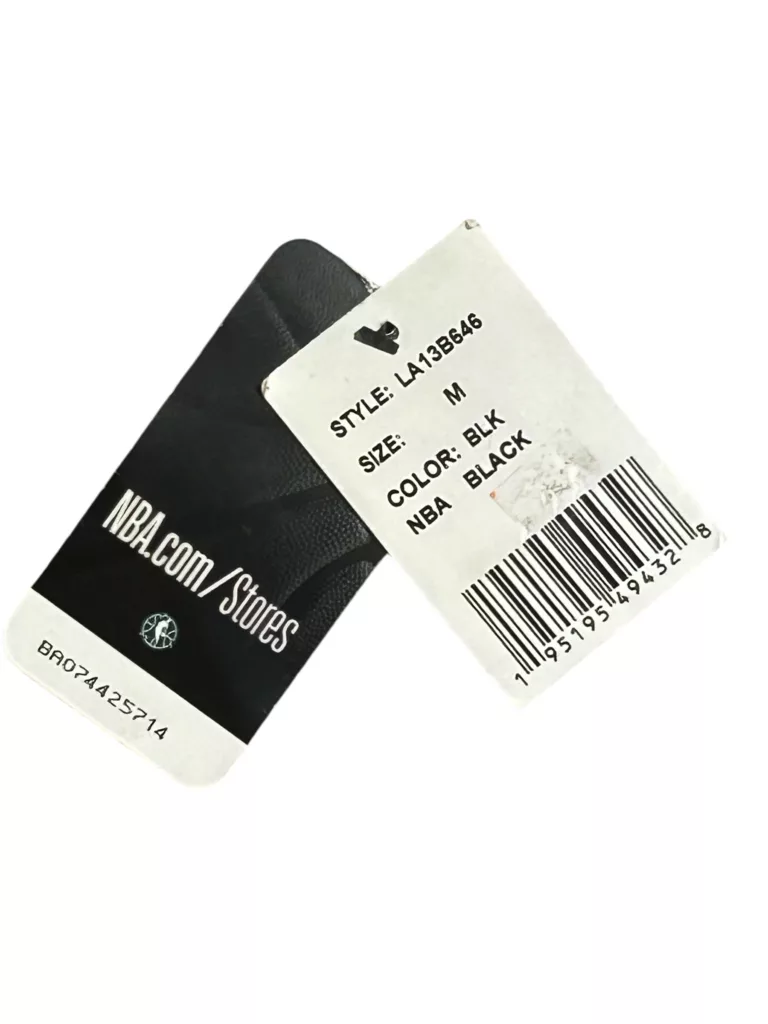 NBA.com/Stores
BA074425714
STYLE: LA13B646
SIZE: M
COLOR: BLK
NBA BLACK
1 95195 49432 8